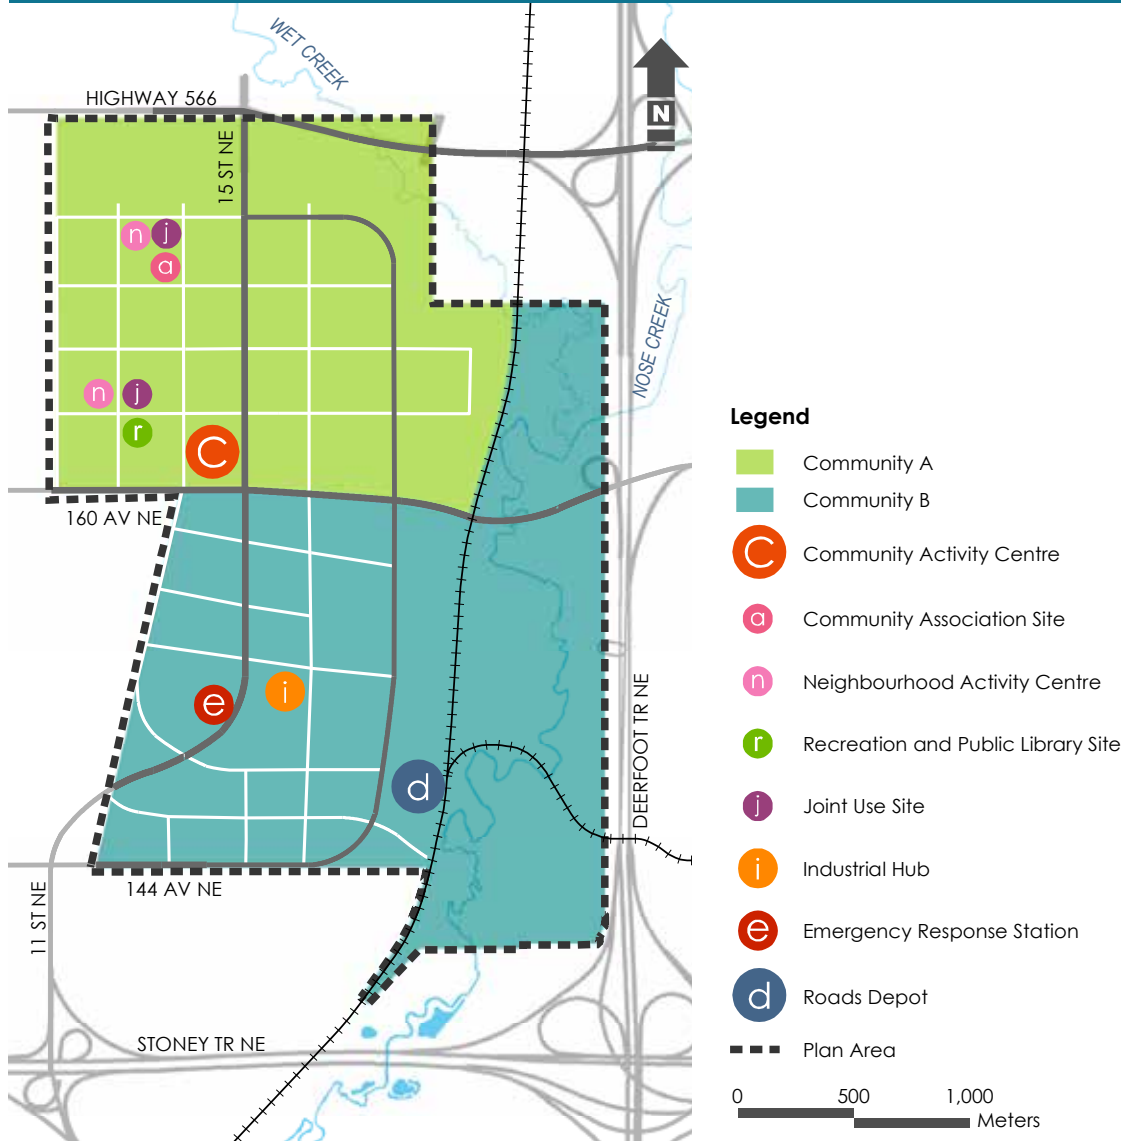 WET CREEK
HIGHWAY 566
N
15 ST NE
n
j
a
NOSE CREEK
n
j
r
C
160 AV NE
e
i
d
DEERFOOT TR NE
144 AV NE
11 ST NE
STONEY TR NE
Legend
Community A
Community B
C Community Activity Centre
a Community Association Site
n Neighbourhood Activity Centre
r Recreation and Public Library Site
j Joint Use Site
i Industrial Hub
e Emergency Response Station
d Roads Depot
Plan Area
0 500 1,000
Meters